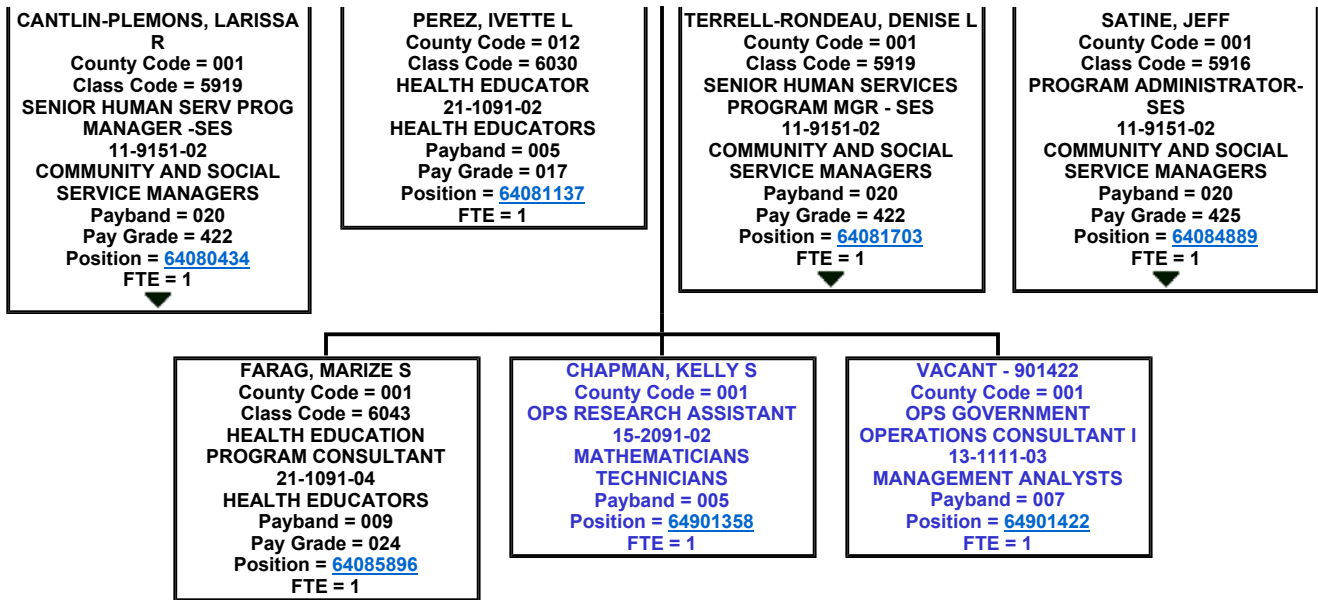 CANTLIN-PLEMONS, LARISSA
R
County Code = 001
Class Code = 5919
SENIOR HUMAN SERV PROG
MANAGER -SES
11-9151-02
COMMUNITY AND SOCIAL
SERVICE MANAGERS
Payband = 020
Pay Grade = 422
Position = 64080434
FTE = 1
PEREZ, IVETTE L
County Code = 012
Class Code = 6030
HEALTH EDUCATOR
21-1091-02
HEALTH EDUCATORS
Payband = 005
Pay Grade = 017
Position = 64081137
FTE = 1
TERRELL-RONDEAU, DENISE L
County Code = 001
Class Code = 5919
SENIOR HUMAN SERVICES
PROGRAM MGR - SES
11-9151-02
COMMUNITY AND SOCIAL
SERVICE MANAGERS
Payband = 020
Pay Grade = 422
Position = 64081703
FTE = 1
SATINE, JEFF
County Code = 001
Class Code = 5916
PROGRAM ADMINISTRATOR-
SES
11-9151-02
COMMUNITY AND SOCIAL
SERVICE MANAGERS
Payband = 020
Pay Grade = 425
Position = 64084889
FTE = 1
FARAG, MARIZE S
County Code = 001
Class Code = 6043
HEALTH EDUCATION
PROGRAM CONSULTANT
21-1091-04
HEALTH EDUCATORS
Payband = 009
Pay Grade = 024
Position = 64085896
FTE = 1
CHAPMAN, KELLY S
County Code = 001
OPS RESEARCH ASSISTANT
15-2091-02
MATHEMATICIANS
TECHNICIANS
Payband = 005
Position = 64901358
FTE = 1
VACANT - 901422
County Code = 001
OPS GOVERNMENT
OPERATIONS CONSULTANT I
13-1111-03
MANAGEMENT ANALYSTS
Payband = 007
Position = 64901422
FTE = 1